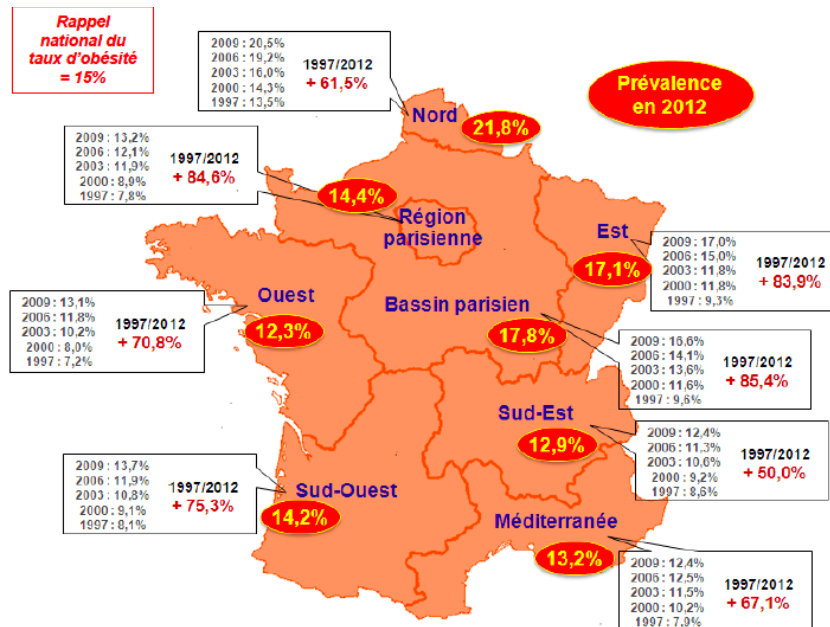 Rappel
national du
taux d'obésité
= 15%
2009 : 20,5%
2006 : 19,2%
2003 : 16,0%
2000 : 14,3%
1997 : 13,5%
1997/2012
+ 61,5%
Prévalence
en 2012
Nord
21,8%
2009 : 13,2%
2006 : 12,1%
2003 : 11,9%
2000 : 8,9%
1997 : 7,8%
1997/2012
+ 84,6%
14,4%
Région
parisienne
Est
17,1%
2009 : 17,0%
2006 : 15,0%
2003 : 11,8%
2000 : 11,8%
1997 : 9,3%
1997/2012
+ 83,9%
2009 : 13,1%
2006 : 11,8%
2003 : 10,2%
2000 : 8,0%
1997 : 7,2%
1997/2012
+ 70,8%
Ouest
12,3%
Bassin parisien
17,8%
2009 : 16,6%
2006 : 14,1%
2003 : 13,6%
2000 : 11,6%
1997 : 9,6%
1997/2012
+ 85,4%
Sud-Est
12,9%
2009 : 12,4%
2006 : 11,3%
2003 : 10,6%
2000 : 9,2%
1997 : 8,6%
1997/2012
+ 50,0%
2009 : 13,7%
2006 : 11,9%
2003 : 10,8%
2000 : 9,1%
1997 : 8,1%
1997/2012
+ 75,3%
Sud-Ouest
14,2%
Méditerranée
13,2%
2009 : 12,4%
2006 : 12,5%
2003 : 11,5%
2000 : 10,2%
1997 : 7,9%
1997/2012
+ 67,1%